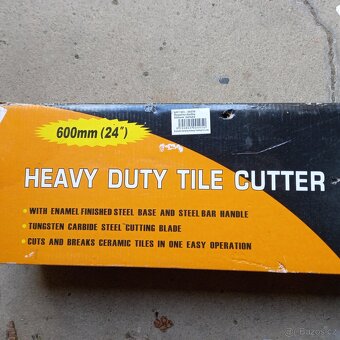 600mm (24")
HEAVY DUTY TILE CUTTER
• WITH ENAMEL FINISHED STEEL BASE AND STEEL BAR HANDLE
• TUNGSTEN CARBIDE STEEL CUTTING BLADE
• CUTS AND BREAKS CERAMIC TILES IN ONE EASY OPERATION